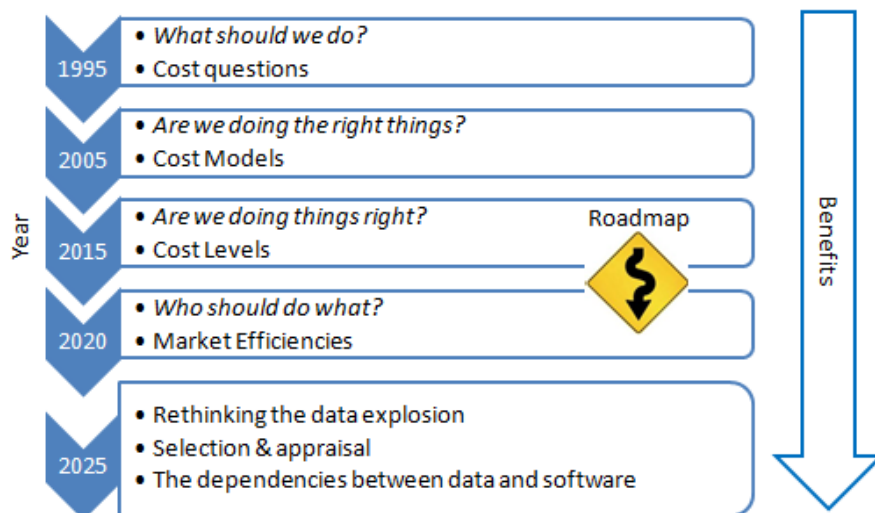 1995
• What should we do?
• Cost questions
2005
• Are we doing the right things?
• Cost Models
2015
• Are we doing things right?
• Cost Levels
Roadmap
2020
• Who should do what?
• Market Efficiencies
2025
• Rethinking the data explosion
• Selection & appraisal
• The dependencies between data and software
Year
Benefits